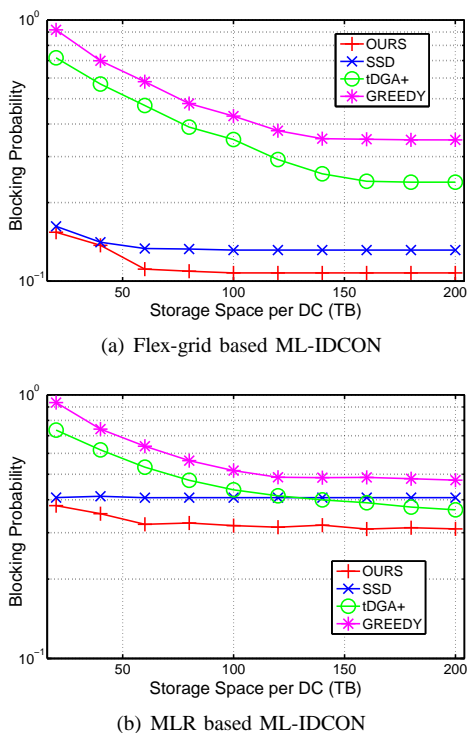 10^0
OURS
SSD
tDGA+
GREEDY
Blocking Probability
10^-1
50 100 150 200
Storage Space per DC (TB)
(a) Flex-grid based ML-IDCON
10^0
Blocking Probability
OURS
SSD
tDGA+
GREEDY
10^-1
50 100 150 200
Storage Space per DC (TB)
(b) MLR based ML-IDCON